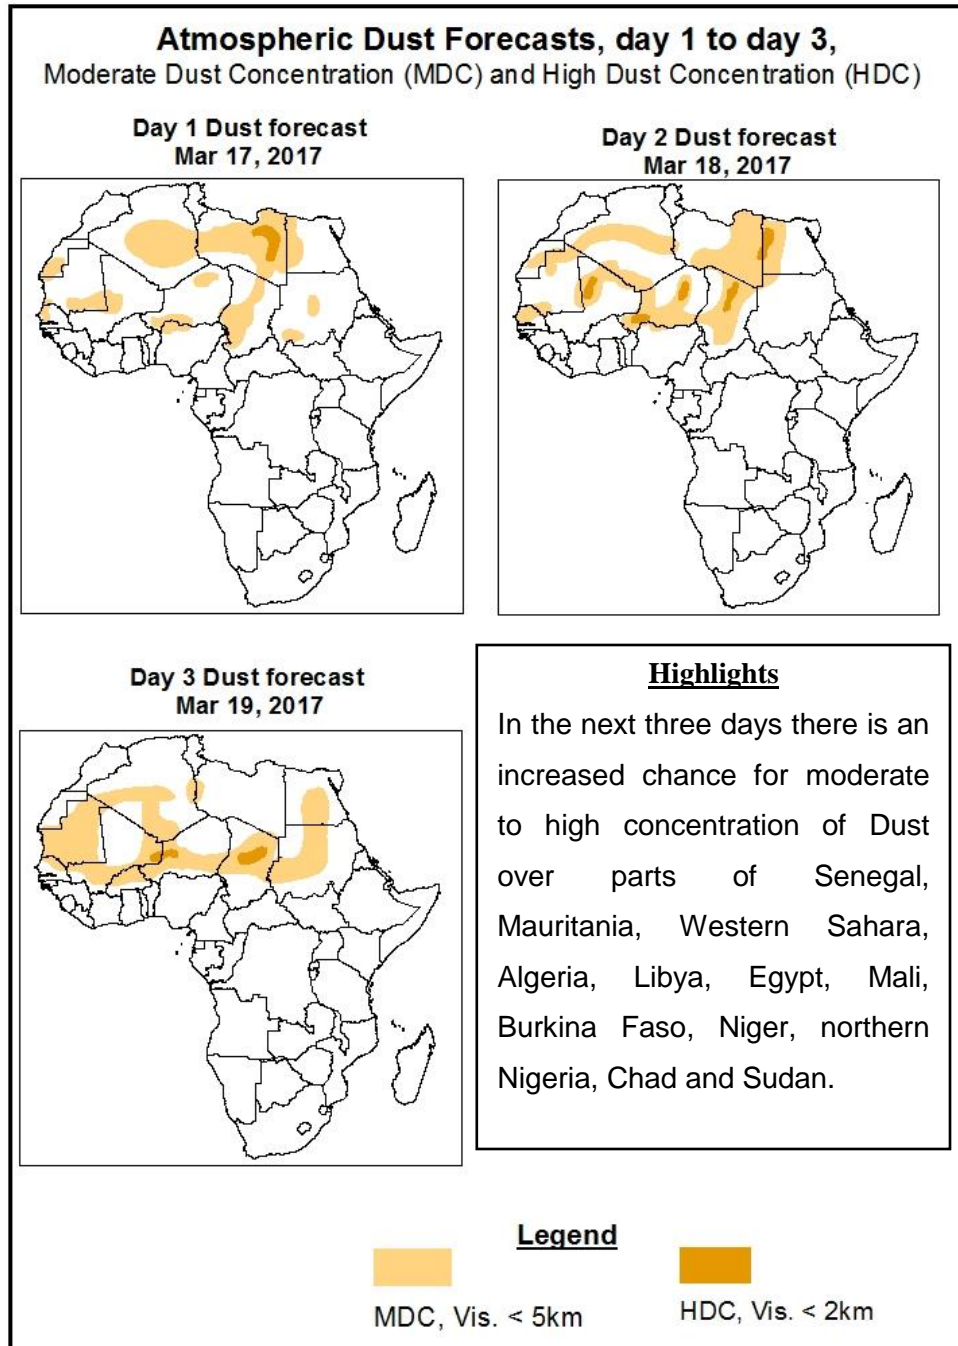 Atmospheric Dust Forecasts, day 1 to day 3,
Moderate Dust Concentration (MDC) and High Dust Concentration (HDC)
Day 1 Dust forecast
Mar 17, 2017
Day 2 Dust forecast
Mar 18, 2017
Day 3 Dust forecast
Mar 19, 2017
Highlights
In the next three days there is an
increased chance for moderate
to high concentration of Dust
over parts of Senegal,
Mauritania, Western Sahara,
Algeria, Libya, Egypt, Mali,
Burkina Faso, Niger, northern
Nigeria, Chad and Sudan.
Legend
MDC, Vis. < 5km
HDC, Vis. < 2km